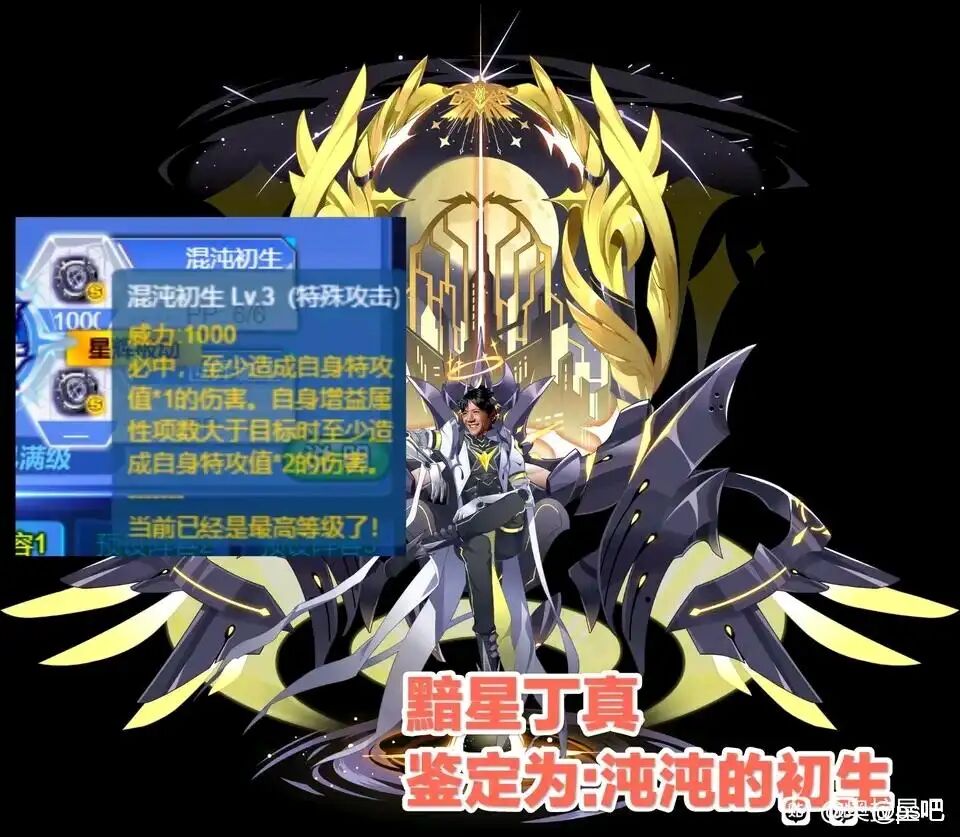 混沌初生
混沌初生 Lv.3 (特殊攻击)
PP: 6/6
1000
威力:1000
必中，至少造成自身特攻
值*1的伤害。自身增益属
性项数大于目标时至少造
成自身特攻值*2的伤害。
当前已经是最高等级了！
满级
容1
黯星丁真
鉴定为:沌沌的初生